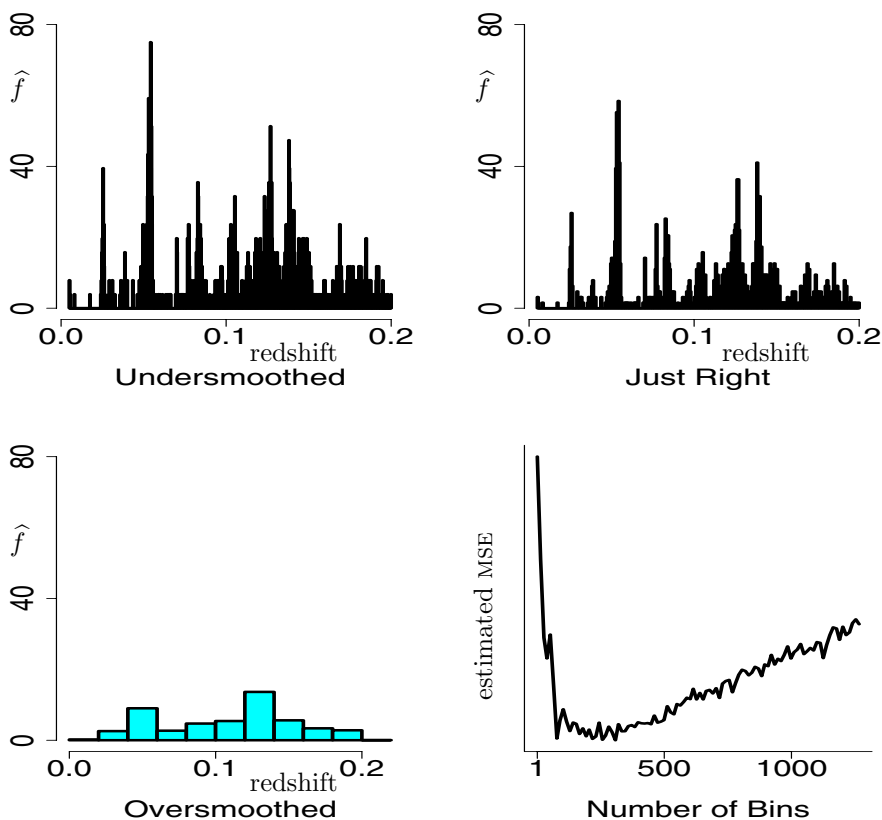 80
40
0
f̂
0.0 0.1 0.2
redshift
Undersmoothed
80
40
0
f̂
0.0 0.1 0.2
redshift
Just Right
80
40
0
f̂
0.0 0.1 0.2
redshift
Oversmoothed
estimated MSE
1 500 1000
Number of Bins